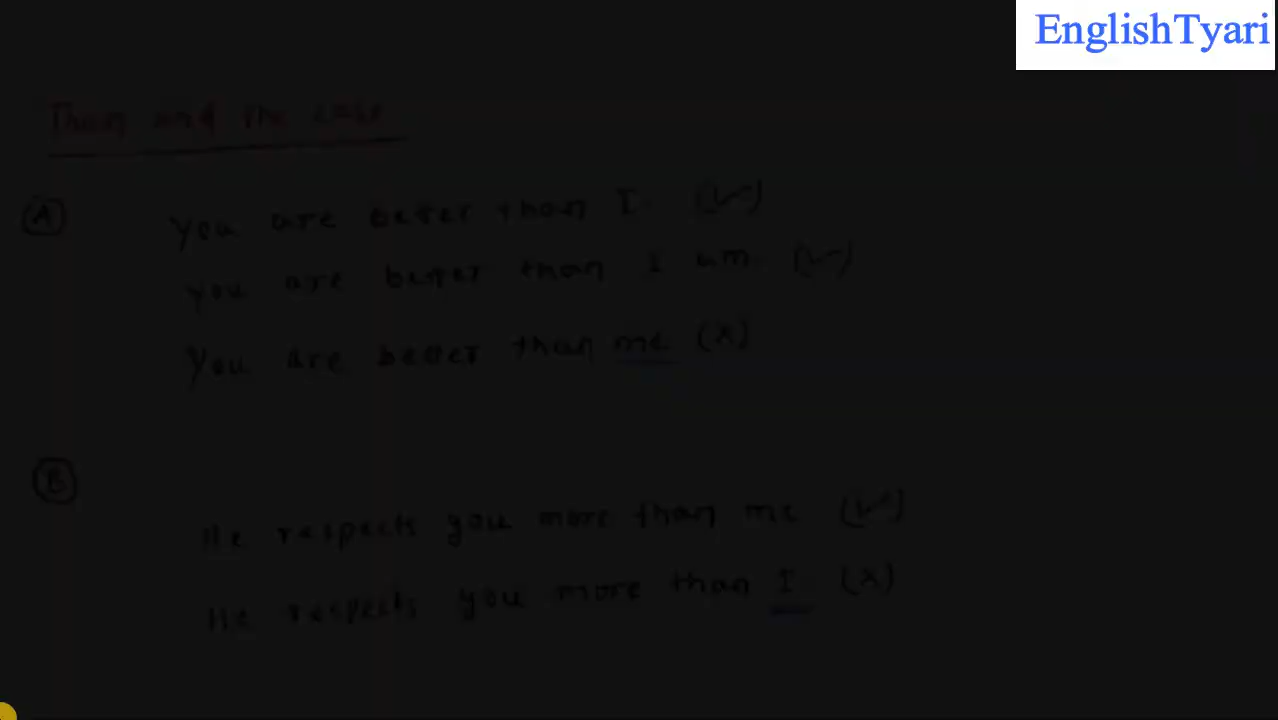 EnglishTyari
Than and the case
A
You are better than I. (✓)
You are better than I am. (✓)
You are better than me (X)
B
He respects you more than me (✓)
He respects you more than I. (X)